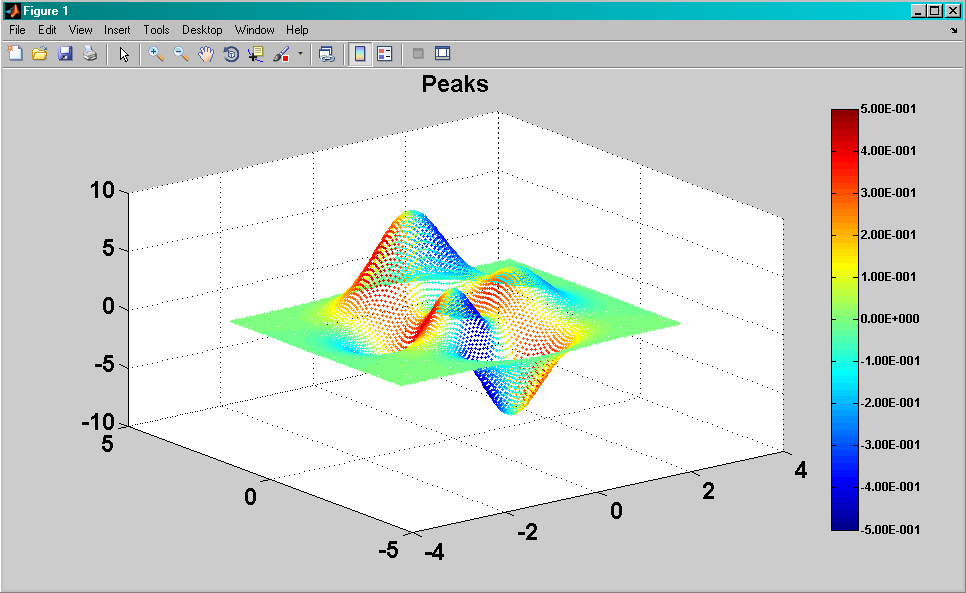 Figure 1
File Edit View Insert Tools Desktop Window Help
Peaks
10
5
0
-5
-10
5
0
-5
-4
-2
0
2
4
5.00E-001
4.00E-001
3.00E-001
2.00E-001
1.00E-001
0.00E+000
-1.00E-001
-2.00E-001
-3.00E-001
-4.00E-001
-5.00E-001